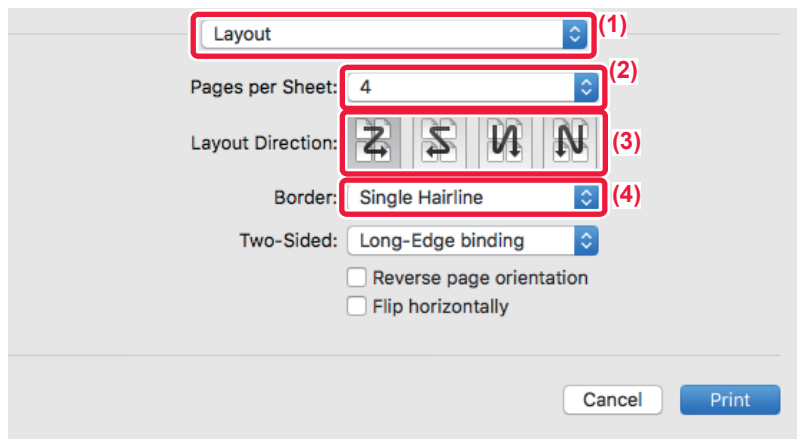 Layout (1)
Pages per Sheet: 4 (2)
Layout Direction: (3)
Border: Single Hairline (4)
Two-Sided: Long-Edge binding
Reverse page orientation
Flip horizontally
Cancel Print